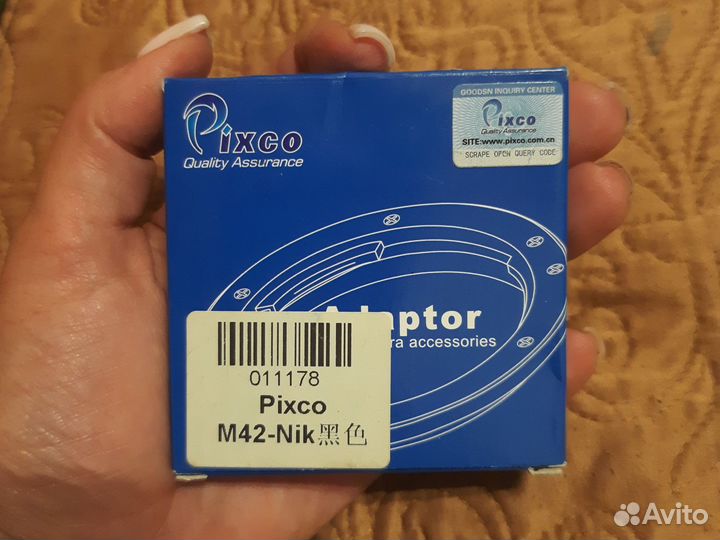 Pixco
Quality Assurance
GOODSN INQUIRY CENTER
Pixco
Quality Assurance
SITE:www.pixco.com.cn
SCRAPE OPEN QUERY CODE
Adaptor
ra accessories
011178
Pixco
M42-Nik黑色
Avito